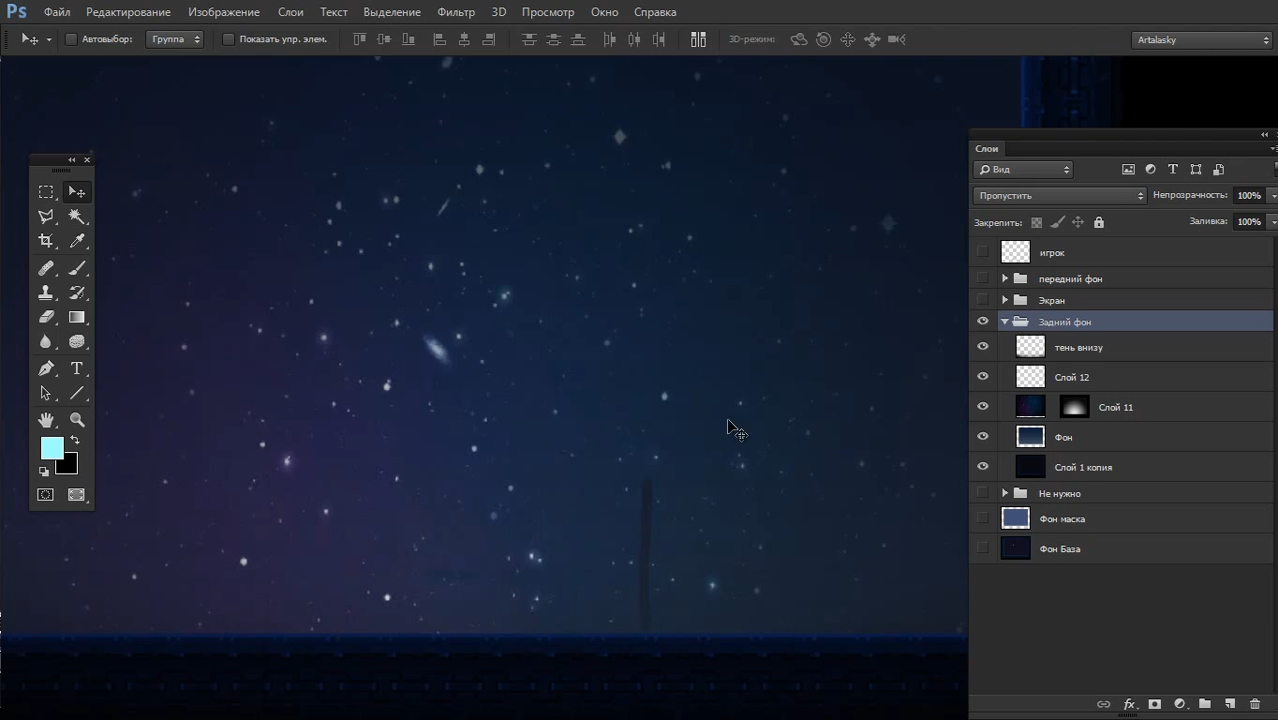 Ps Файл Редактирование Изображение Слои Текст Выделение Фильтр 3D Просмотр Окно Справка
Автовыбор: Группа Показать упр. элем. 3D-режим: Artalasky
Слои
Вид
Пропустить Непрозрачность: 100%
Закрепить: Заливка: 100%
игрок
передний фон
Экран
Задний фон
тень внизу
Слой 12
Слой 11
Фон
Слой 1 копия
Не нужно
Фон маска
Фон База